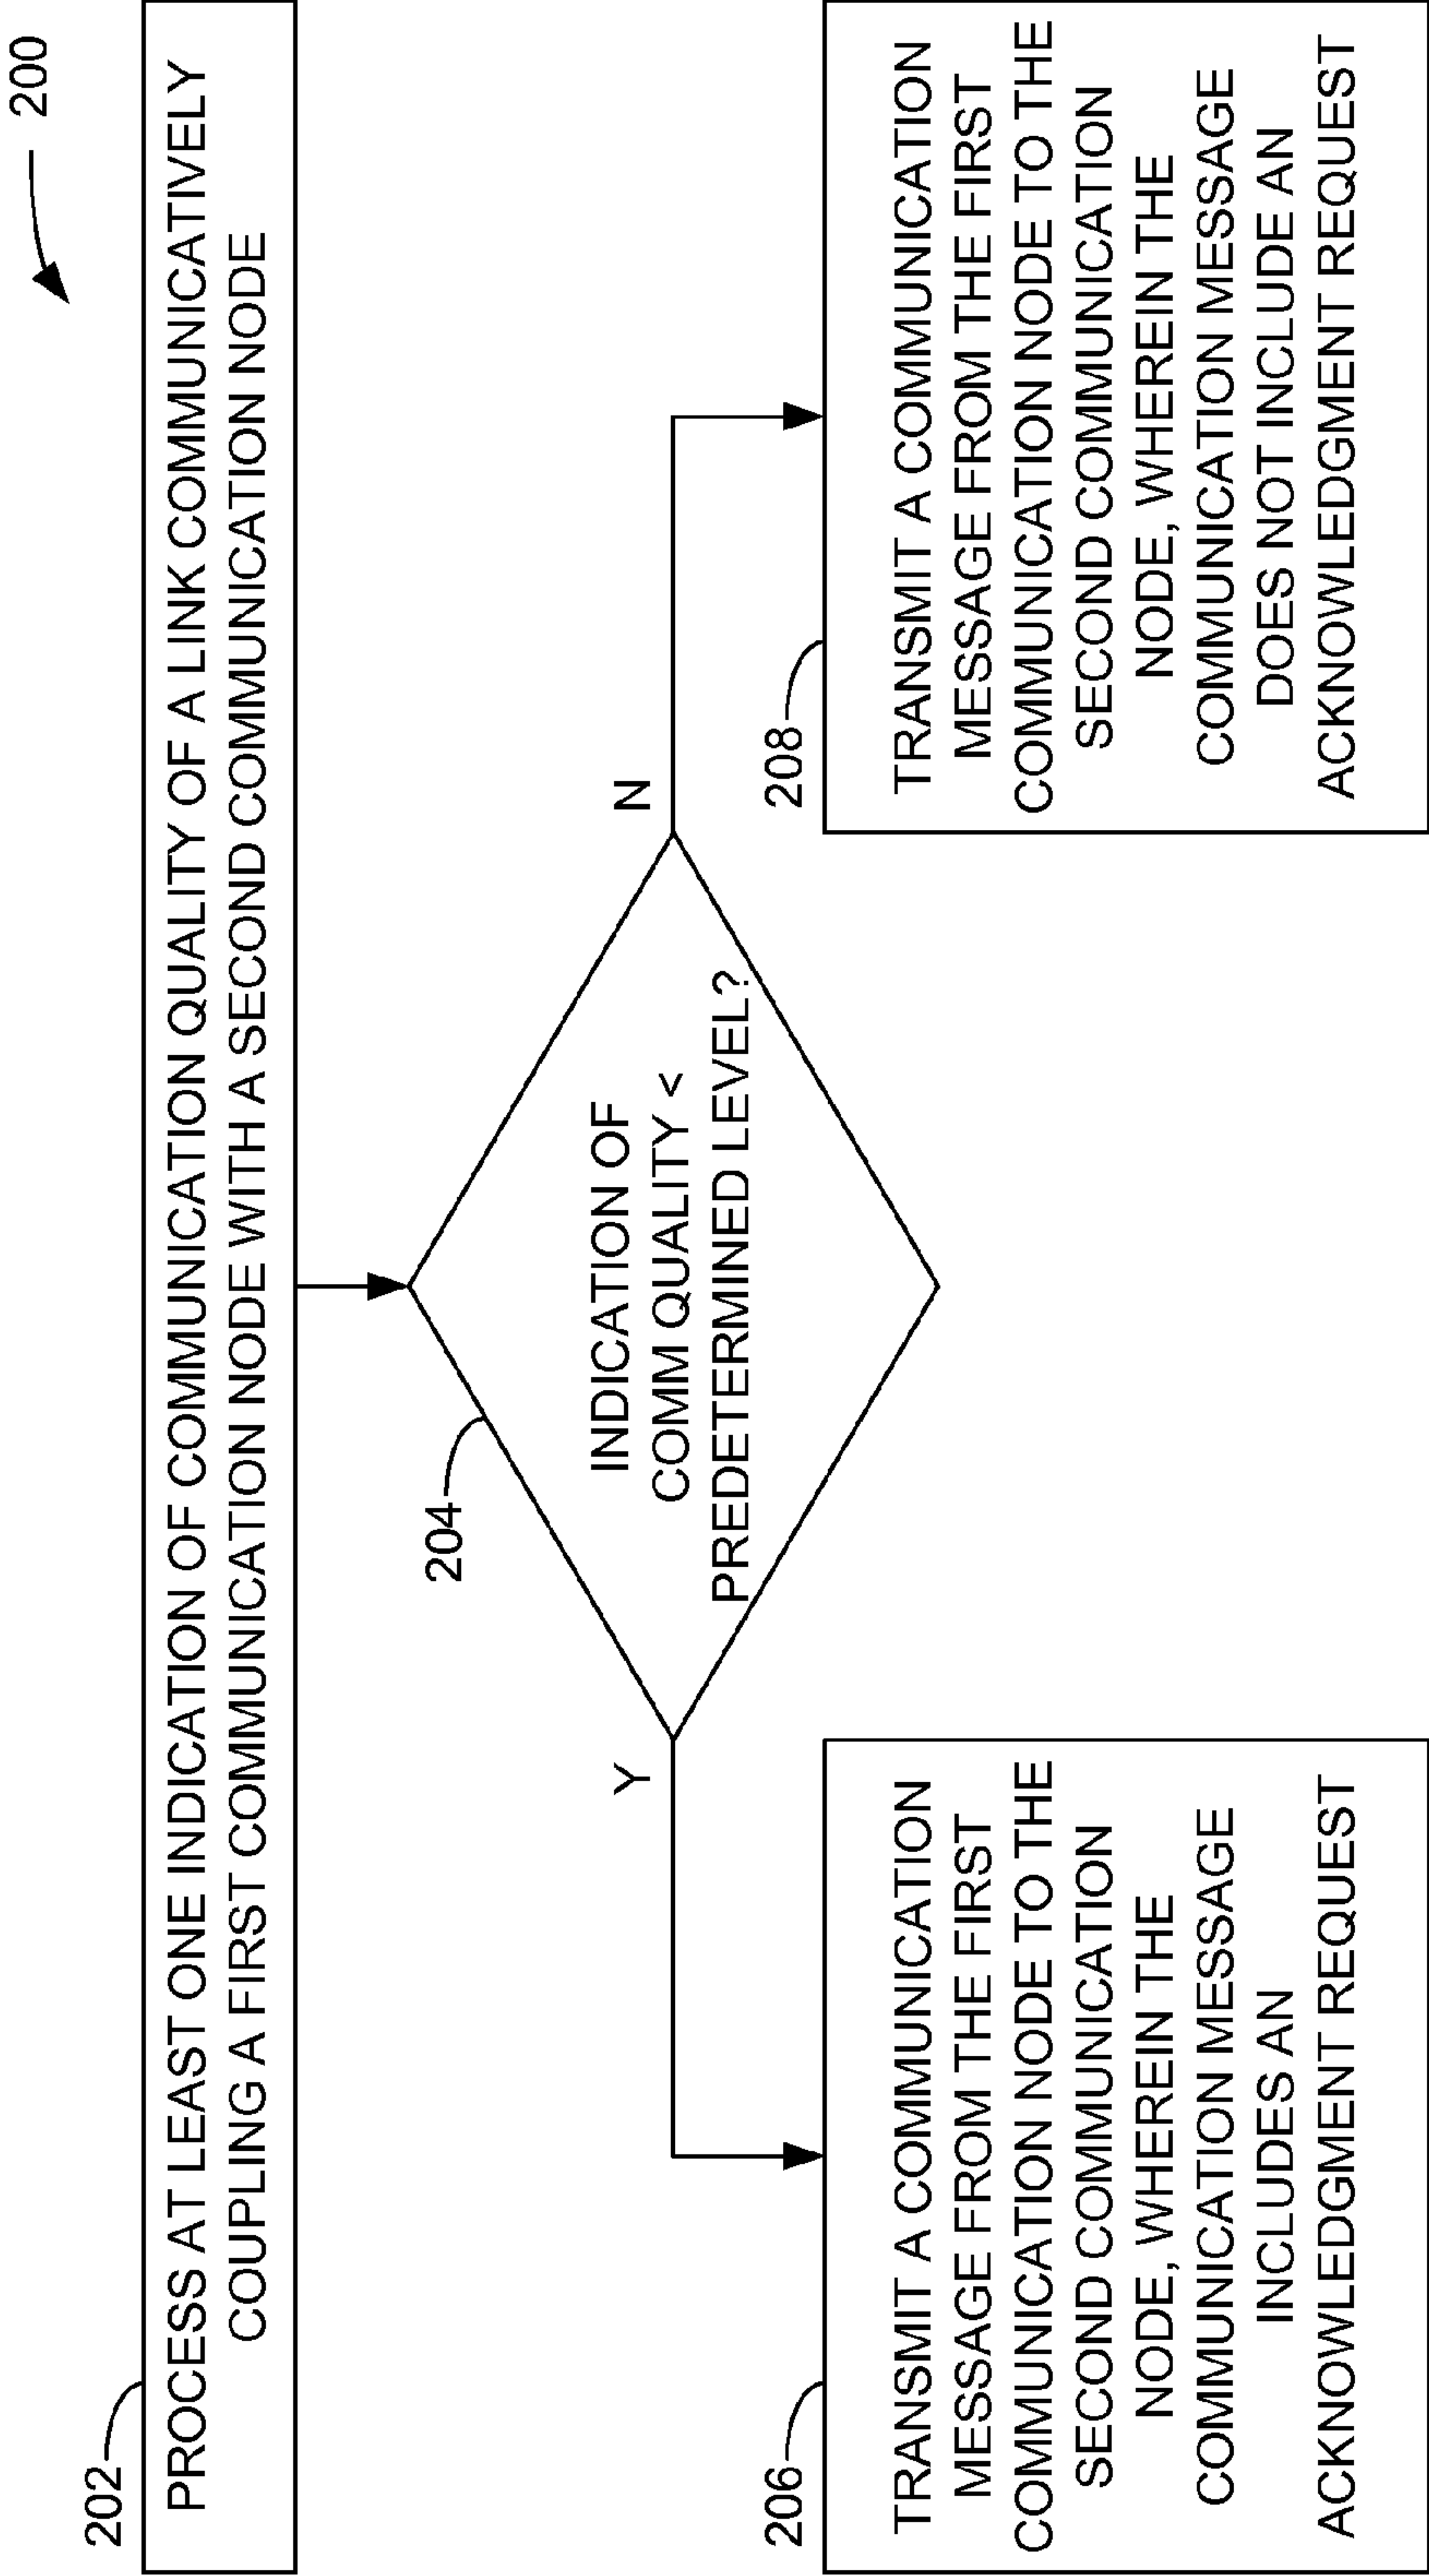 200
202
PROCESS AT LEAST ONE INDICATION OF COMMUNICATION QUALITY OF A LINK COMMUNICATIVELY
COUPLING A FIRST COMMUNICATION NODE WITH A SECOND COMMUNICATION NODE
204
INDICATION OF
COMM QUALITY <
PREDETERMINED LEVEL?
Y
N
206
TRANSMIT A COMMUNICATION
MESSAGE FROM THE FIRST
COMMUNICATION NODE TO THE
SECOND COMMUNICATION
NODE, WHEREIN THE
COMMUNICATION MESSAGE
INCLUDES AN
ACKNOWLEDGMENT REQUEST
208
TRANSMIT A COMMUNICATION
MESSAGE FROM THE FIRST
COMMUNICATION NODE TO THE
SECOND COMMUNICATION
NODE, WHEREIN THE
COMMUNICATION MESSAGE
DOES NOT INCLUDE AN
ACKNOWLEDGMENT REQUEST